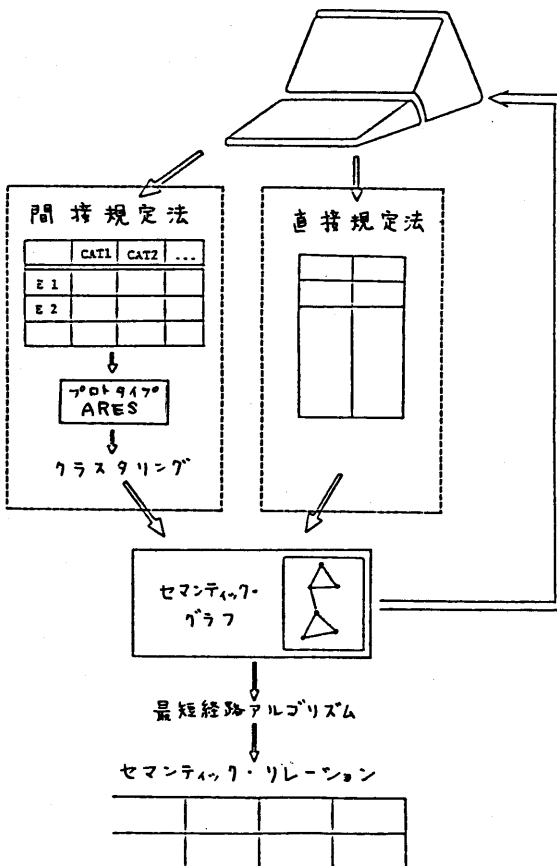 間接規定法
直接規定法
CAT1 CAT2 ...
E1
E2
プロトタイプ
ARES
クラスタリング
セマンティック・
グラフ
最短経路アルゴリズム
セマンティック・リレーション